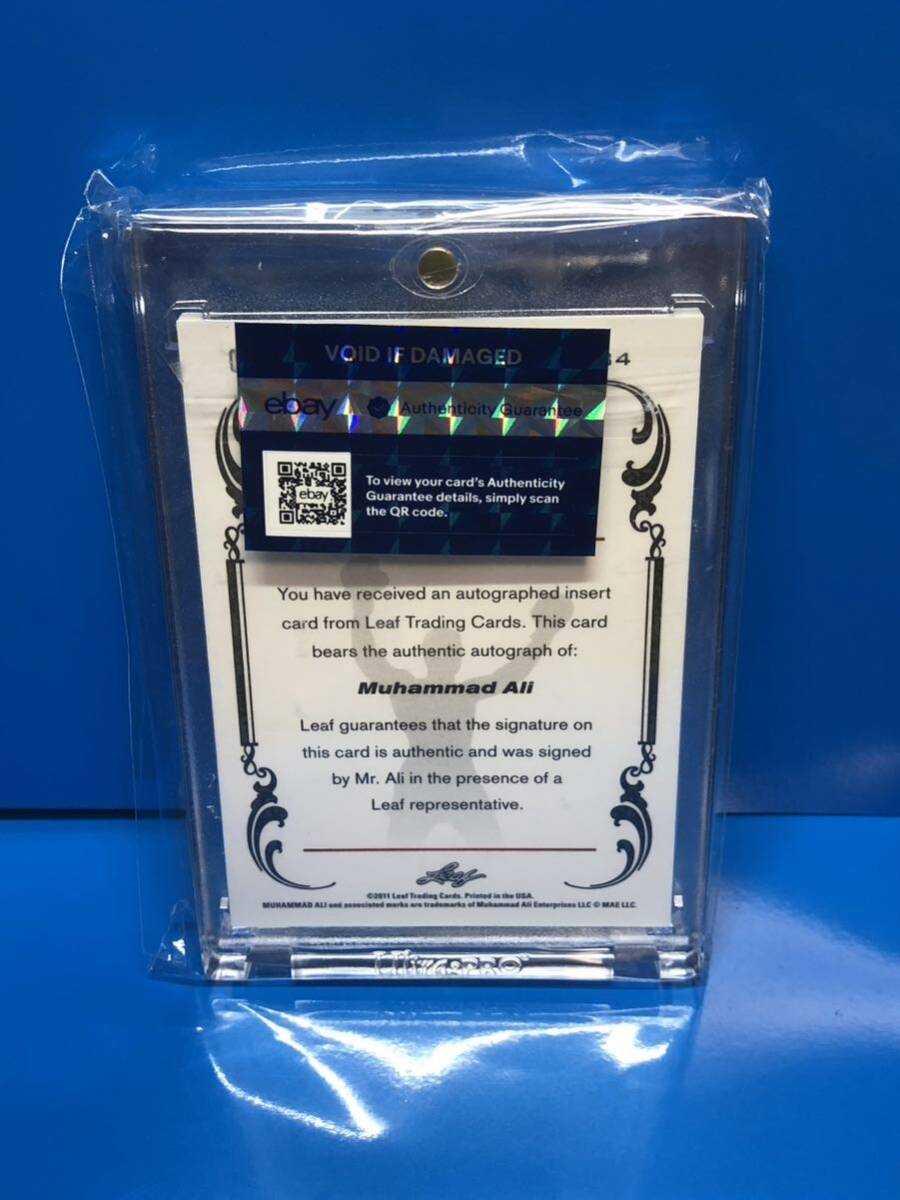 VOID IF DAMAGED
34
ebay Authenticity Guarantee
To view your card's Authenticity
Guarantee details, simply scan
the QR code.
ebay
You have received an autographed insert
card from Leaf Trading Cards. This card
bears the authentic autograph of:
Muhammad Ali
Leaf guarantees that the signature on
this card is authentic and was signed
by Mr. Ali in the presence of a
Leaf representative.
Leaf
©2011 Leaf Trading Cards. Printed in the USA.
MUHAMMAD ALI and associated marks are trademarks of Muhammad Ali Enterprises LLC © MAE LLC.
ULTRA PRO